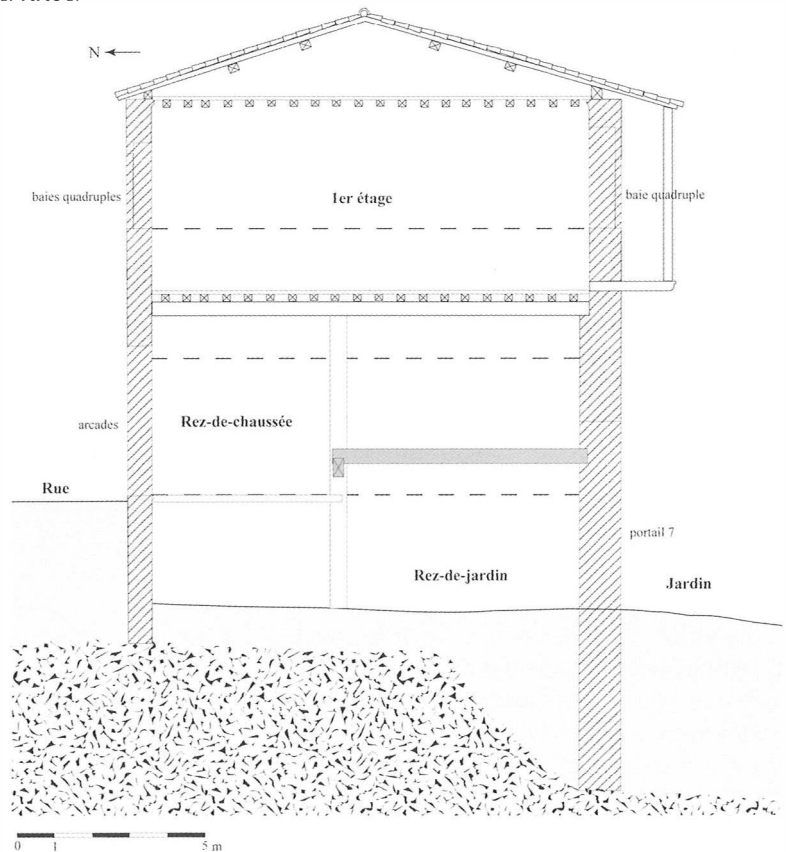 N
baies quadruples
1er étage
baie quadruple
arcades
Rez-de-chaussée
Rue
portail 7
Rez-de-jardin
Jardin
0 1 5 m